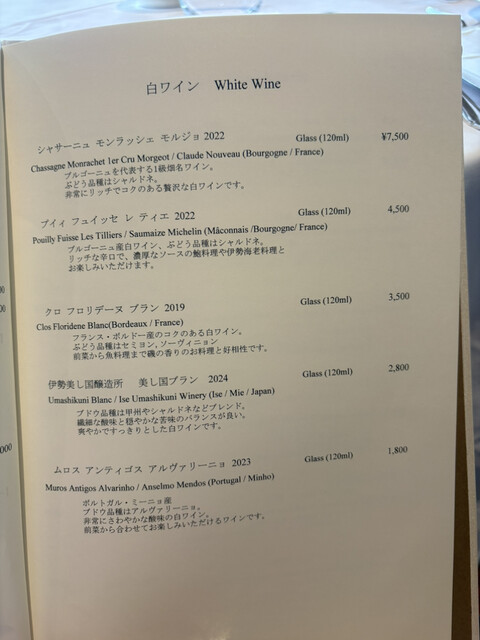 白ワイン White Wine
シャサーニュ モンラッシェ モルジョ 2022 Glass (120ml) ¥7,500
Chassagne Monrachet 1er Cru Morgeot / Claude Nouveau (Bourgogne / France)
ブルゴーニュを代表する1級畑名ワイン。
ぶどう品種はシャルドネ。
非常にリッチでコクのある贅沢な白ワインです。
プイィ フュイッセ レ ティエ 2022 Glass (120ml) 4,500
Pouilly Fuisse Les Tilliers / Saumaize Michelin (Mâconnais /Bourgogne/ France)
ブルゴーニュ産白ワイン、ぶどう品種はシャルドネ。
リッチな辛口で、濃厚なソースの鮑料理や伊勢海老料理と
お楽しみいただけます。
クロ フロリデーヌ ブラン 2019 Glass (120ml) 3,500
Clos Floridene Blanc(Bordeaux / France)
フランス・ボルドー産のコクのある白ワイン。
ぶどう品種はセミヨン,ソーヴィニョン
前菜から魚料理まで磯の香りのお料理と好相性です。
伊勢美し国醸造所 美し国ブラン 2024 Glass (120ml) 2,800
Umashikuni Blanc / Ise Umashikuni Winery (Ise / Mie / Japan)
ブドウ品種は甲州やシャルドネなどブレンド。
繊細な酸味と穏やかな苦味のバランスが良い。
爽やかですっきりとした白ワインです。
ムロス アンティゴス アルヴァリーニョ 2023 Glass (120ml) 1,800
Muros Antigos Alvarinho / Anselmo Mendos (Portugal / Minho)
ポルトガル・ミーニョ産
ブドウ品種はアルヴァリーニョ。
非常にさわやかな酸味の白ワイン。
前菜から合わせてお楽しみいただけるワインです。